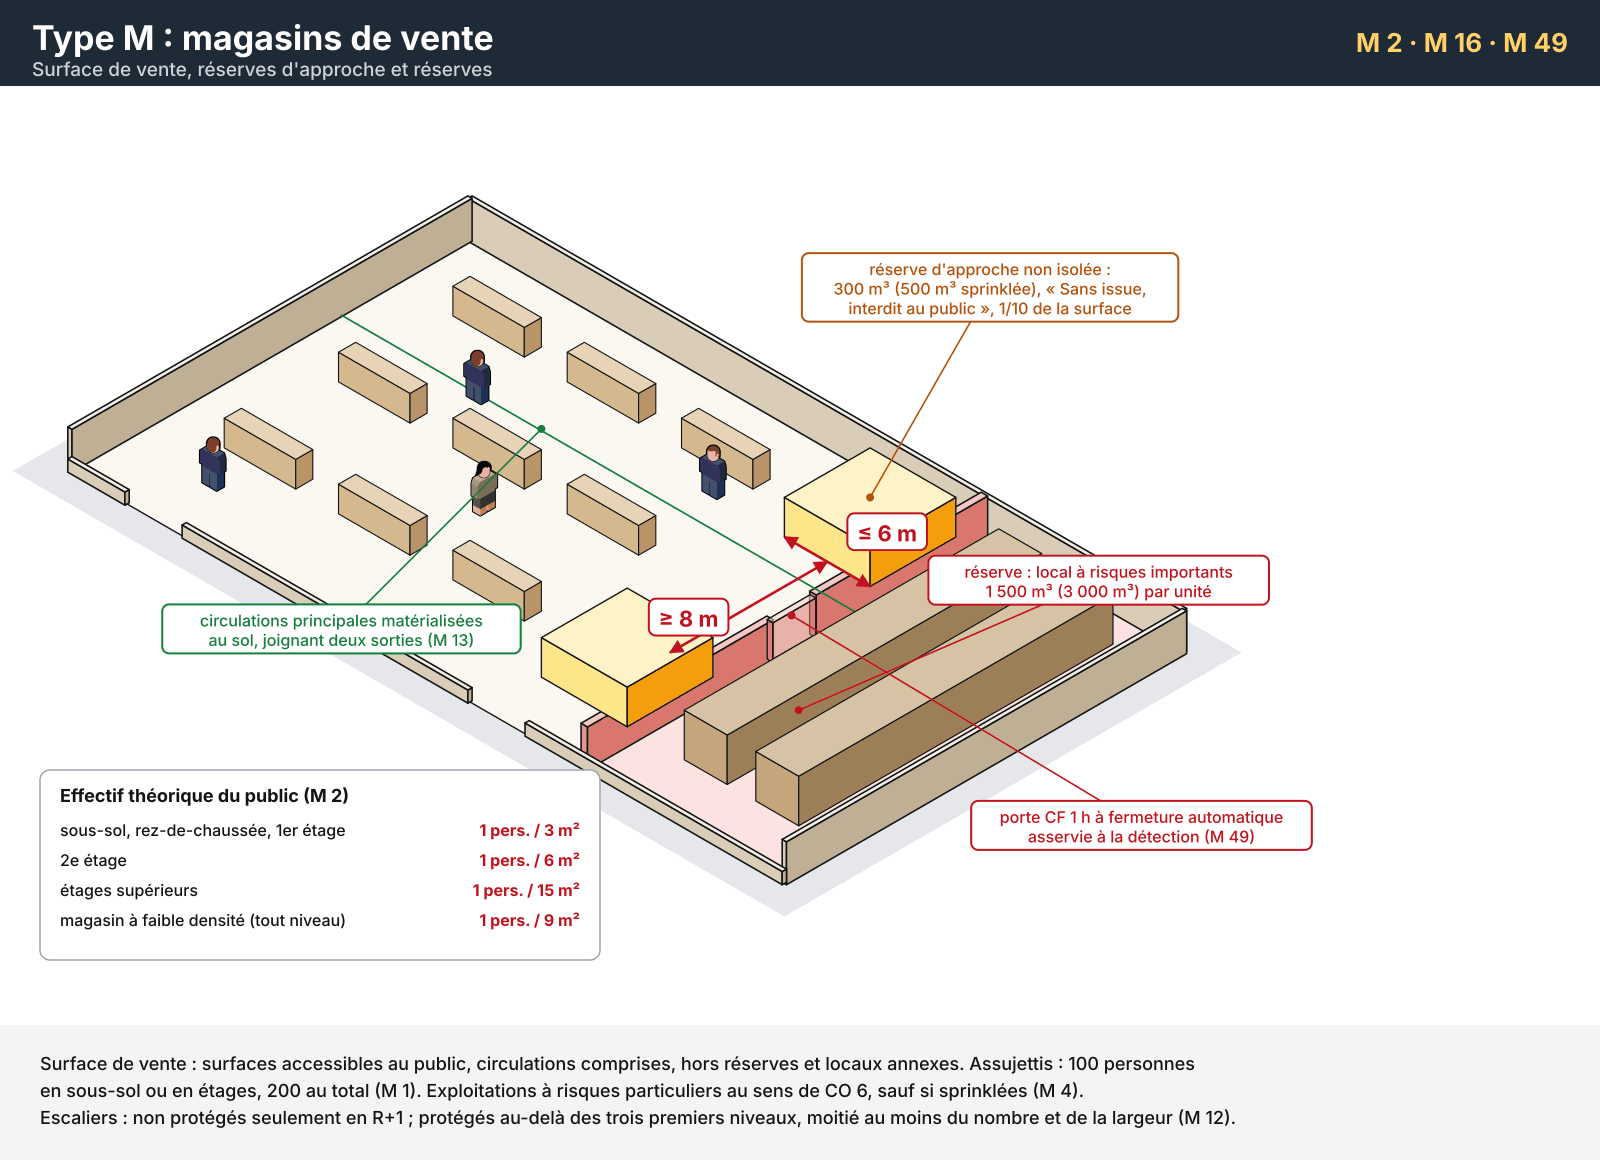 Type M : magasins de vente
Surface de vente, réserves d'approche et réserves
M 2 · M 16 · M 49
réserve d'approche non isolée :
300 m³ (500 m³ sprinklée), « Sans issue,
interdit au public », 1/10 de la surface
≤ 6 m
réserve : local à risques importants
1 500 m³ (3 000 m³) par unité
≥ 8 m
circulations principales matérialisées
au sol, joignant deux sorties (M 13)
porte CF 1 h à fermeture automatique
asservie à la détection (M 49)
Effectif théorique du public (M 2)
sous-sol, rez-de-chaussée, 1er étage 1 pers. / 3 m²
2e étage 1 pers. / 6 m²
étages supérieurs 1 pers. / 15 m²
magasin à faible densité (tout niveau) 1 pers. / 9 m²
Surface de vente : surfaces accessibles au public, circulations comprises, hors réserves et locaux annexes. Assujettis : 100 personnes
en sous-sol ou en étages, 200 au total (M 1). Exploitations à risques particuliers au sens de CO 6, sauf si sprinklées (M 4).
Escaliers : non protégés seulement en R+1 ; protégés au-delà des trois premiers niveaux, moitié au moins du nombre et de la largeur (M 12).